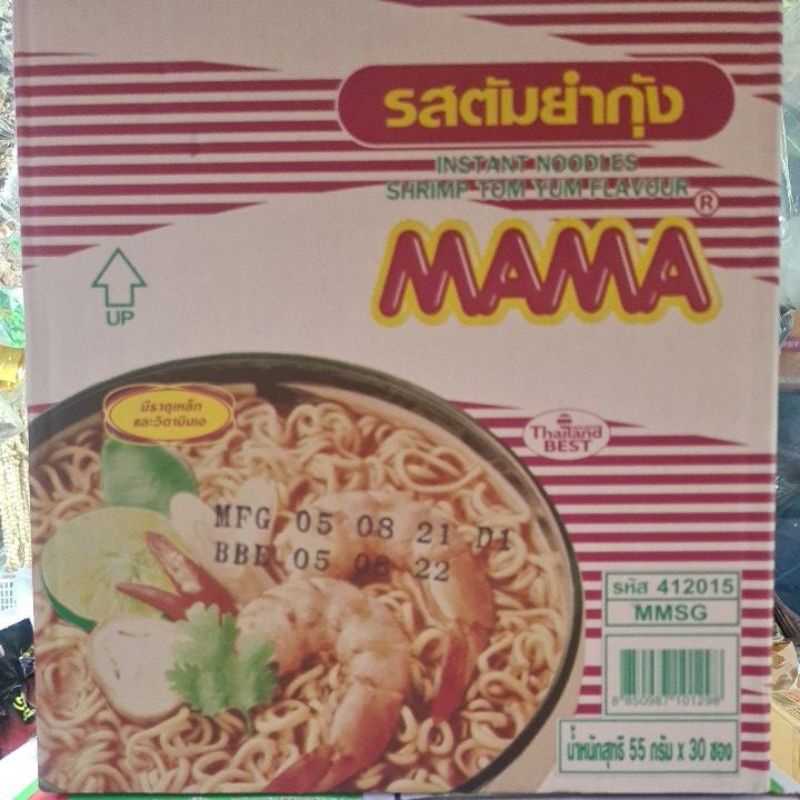 รสต้มยำกุ้ง
INSTANT NOODLES
SHRIMP TOM YUM FLAVOUR
MAMA®
UP
มีธาตุเหล็ก
และวิตามินเอ
Thailand
BEST
MFG 05 08 21 D1
BBE 05 08 22
รหัส 412015
MMSG
8 850987 101298
น้ำหนักสุทธิ 55 กรัม x 30 ซอง